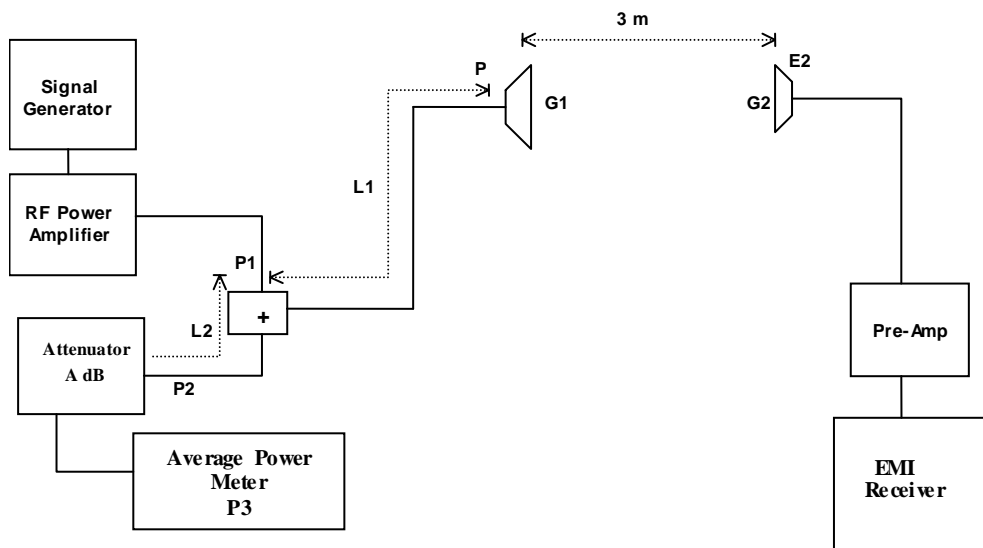 3 m
P
E2
Signal
Generator
G1
G2
L1
RF Power
Amplifier
P1
+
L2
Pre-Amp
Attenuator
A dB
P2
Average Power
Meter
P3
EMI
Receiver